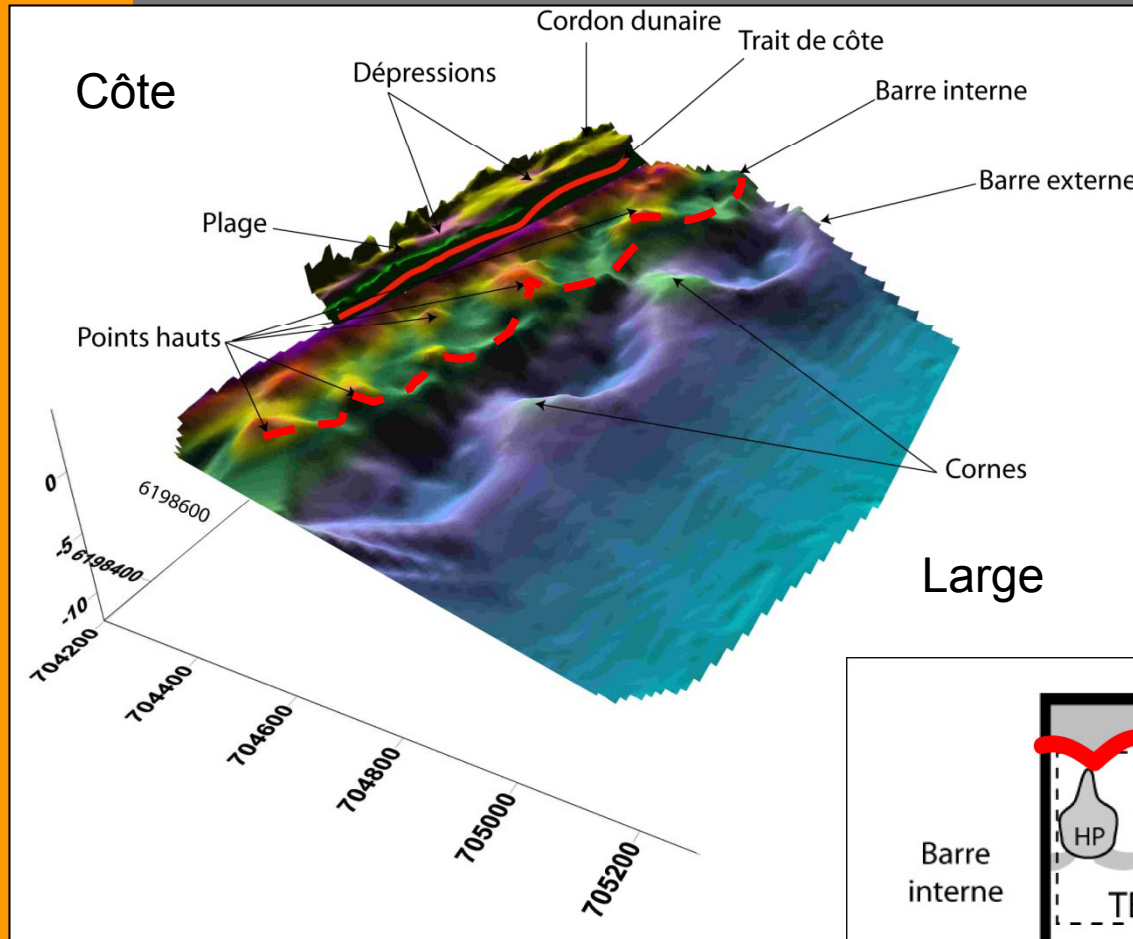 Cordon dunaire
Trait de côte
Dépressions
Côte
Barre interne
Barre externe
Plage
Points hauts
Cornes
0
-5
-10
6198600
6198400
Large
704200
704400
704600
704800
705000
705200
HP
Barre
interne